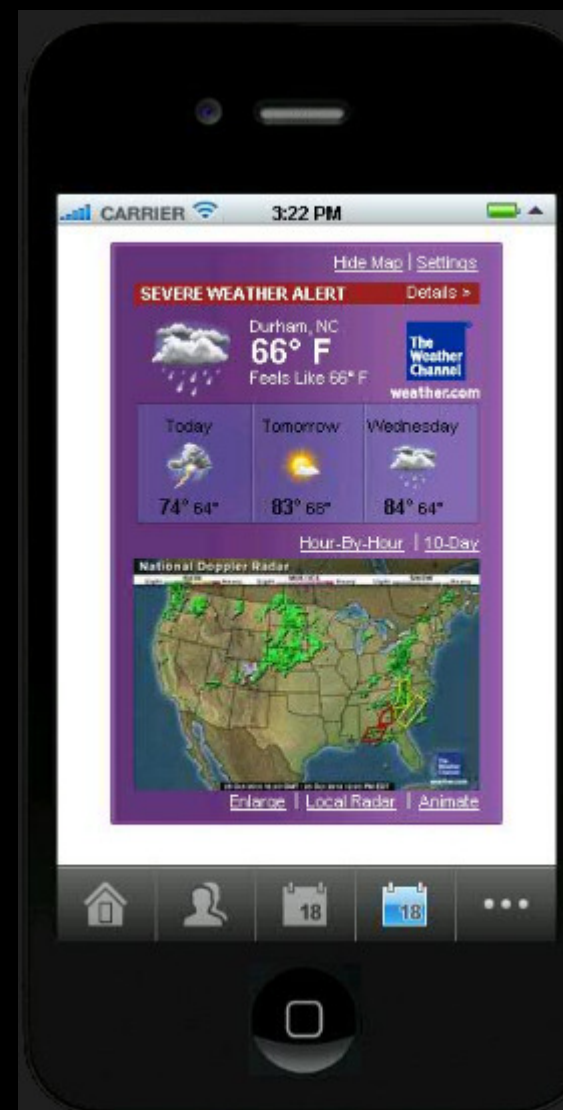 CARRIER 3:22 PM
Hide Map | Settings
SEVERE WEATHER ALERT Details »
Durham, NC
66° F
Feels Like 66° F
The
Weather
Channel
weather.com
Today Tomorrow Wednesday
74° 64° 83° 68° 84° 64°
Hour-By-Hour | 10-Day
National Doppler Radar
Enlarge | Local Radar | Animate
18 18